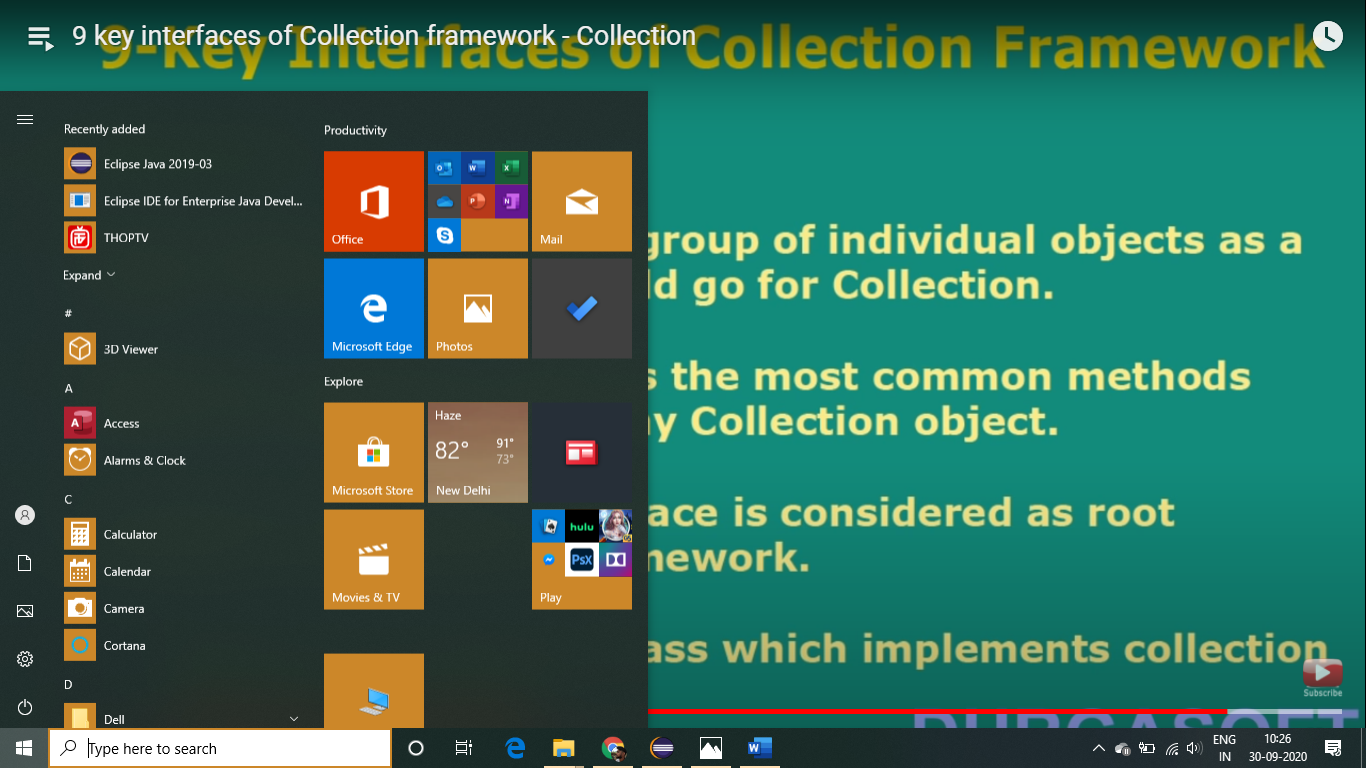 9 key interfaces of Collection framework - Collection
9-Key Interfaces of Collection Framework
Recently added
Eclipse Java 2019-03
Eclipse IDE for Enterprise Java Devel...
THOPTV
Expand
#
3D Viewer
A
Access
Alarms & Clock
C
Calculator
Calendar
Camera
Cortana
D
Dell
Productivity
Office
Mail
Microsoft Edge
Photos
Explore
Microsoft Store
Haze
82°
91°
73°
New Delhi
Movies & TV
hulu
PsX
Play
group of individual objects as a
ld go for Collection.
s the most common methods
ny Collection object.
ace is considered as root
mework.
ass which implements collection
Subscribe
DURGASOFT
Type here to search
ENG
IN
10:26
30-09-2020